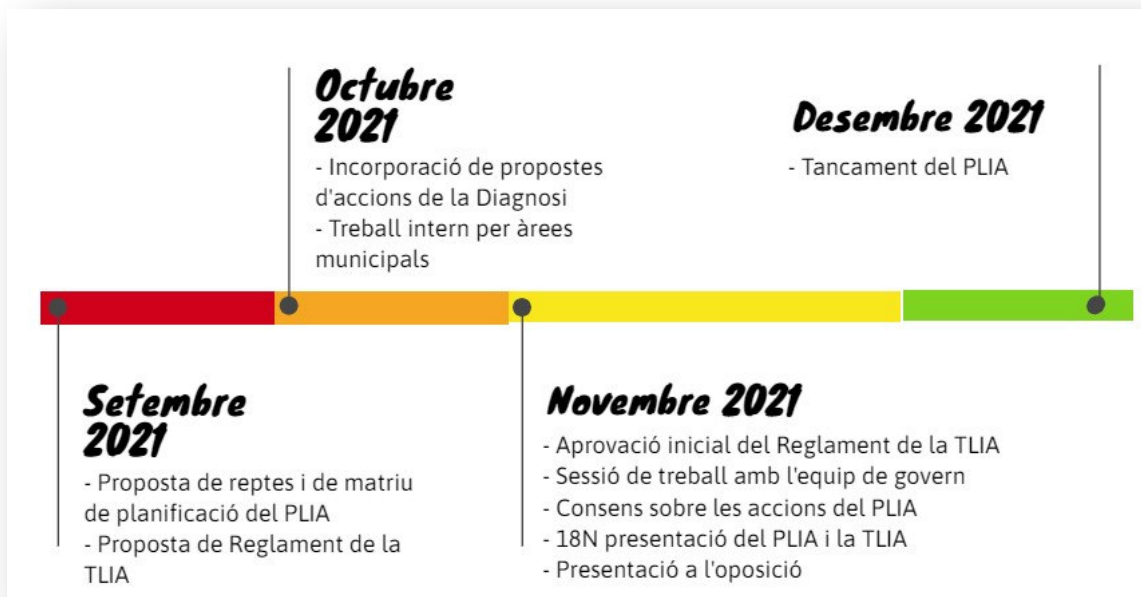 Octubre
2021
- Incorporació de propostes
d'accions de la Diagnosi
- Treball intern per àrees
municipals
Desembre 2021
- Tancament del PLIA
Setembre
2021
- Proposta de reptes i de matriu
de planificació del PLIA
- Proposta de Reglament de la
TLIA
Novembre 2021
- Aprovació inicial del Reglament de la TLIA
- Sessió de treball amb l'equip de govern
- Consens sobre les accions del PLIA
- 18N presentació del PLIA i la TLIA
- Presentació a l'oposició